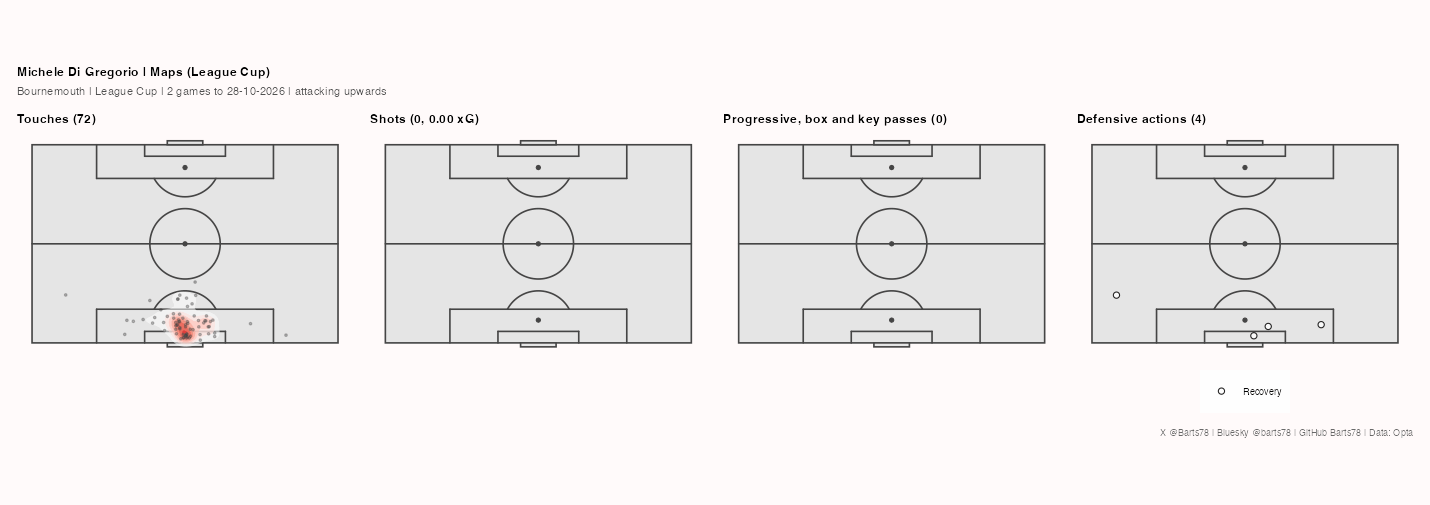 Michele Di Gregorio | Maps (League Cup)
Bournemouth | League Cup | 2 games to 28-10-2026 | attacking upwards
Touches (72)
Shots (0, 0.00 xG)
Progressive, box and key passes (0)
Defensive actions (4)
Recovery
X @Barts78 | Bluesky @barts78 | GitHub Barts78 | Data: Opta